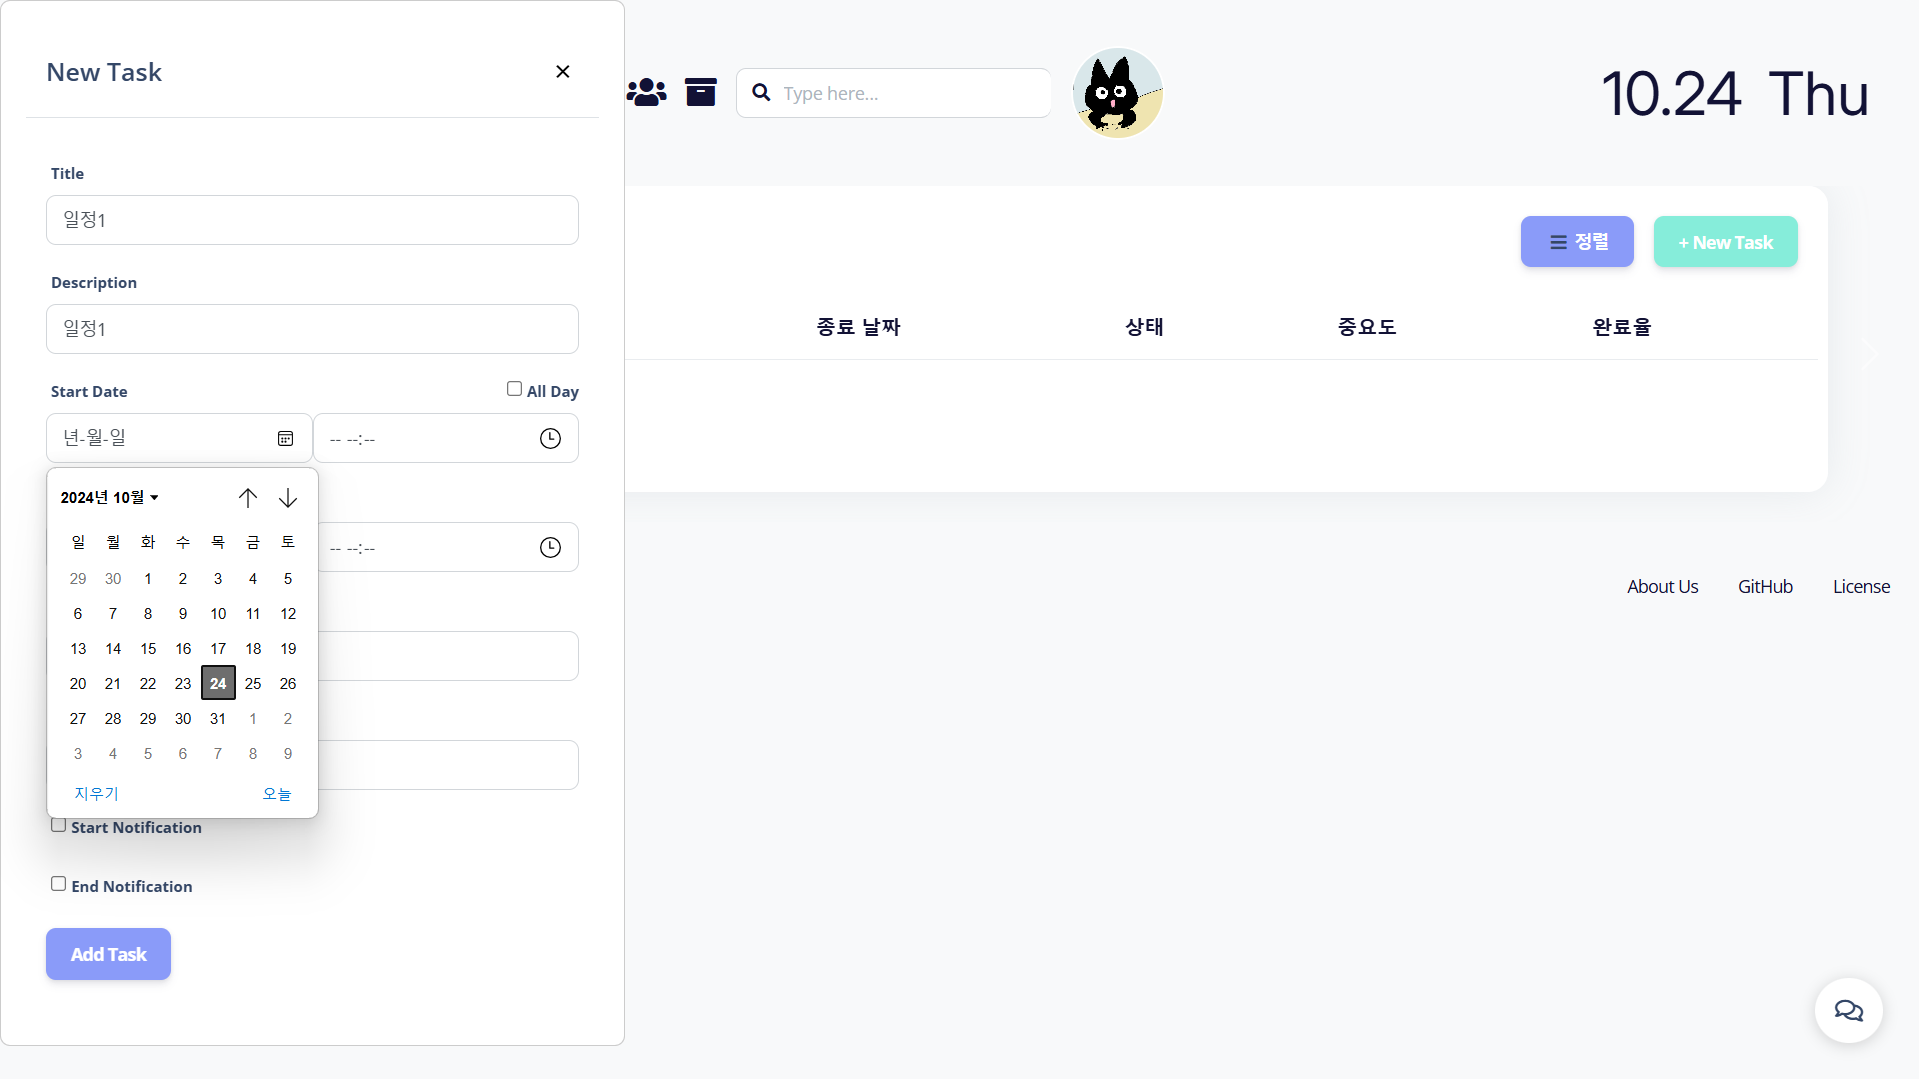 New Task
Type here...
10.24 Thu
Title
일정1
정렬
+ New Task
Description
일정1
종료 날짜 상태 중요도 완료율
Start Date
All Day
년-월-일
-- --:--
2024년 10월
일 월 화 수 목 금 토
29 30 1 2 3 4 5
6 7 8 9 10 11 12
13 14 15 16 17 18 19
20 21 22 23 24 25 26
27 28 29 30 31 1 2
3 4 5 6 7 8 9
지우기 오늘
-- --:--
About Us GitHub License
Start Notification
End Notification
Add Task